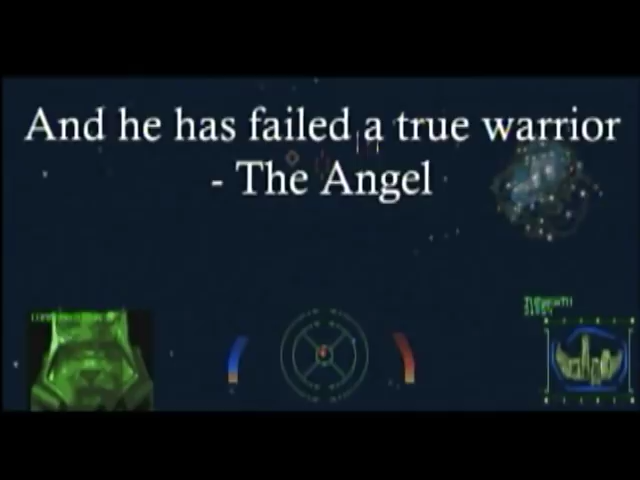 And he has failed a true warrior
- The Angel